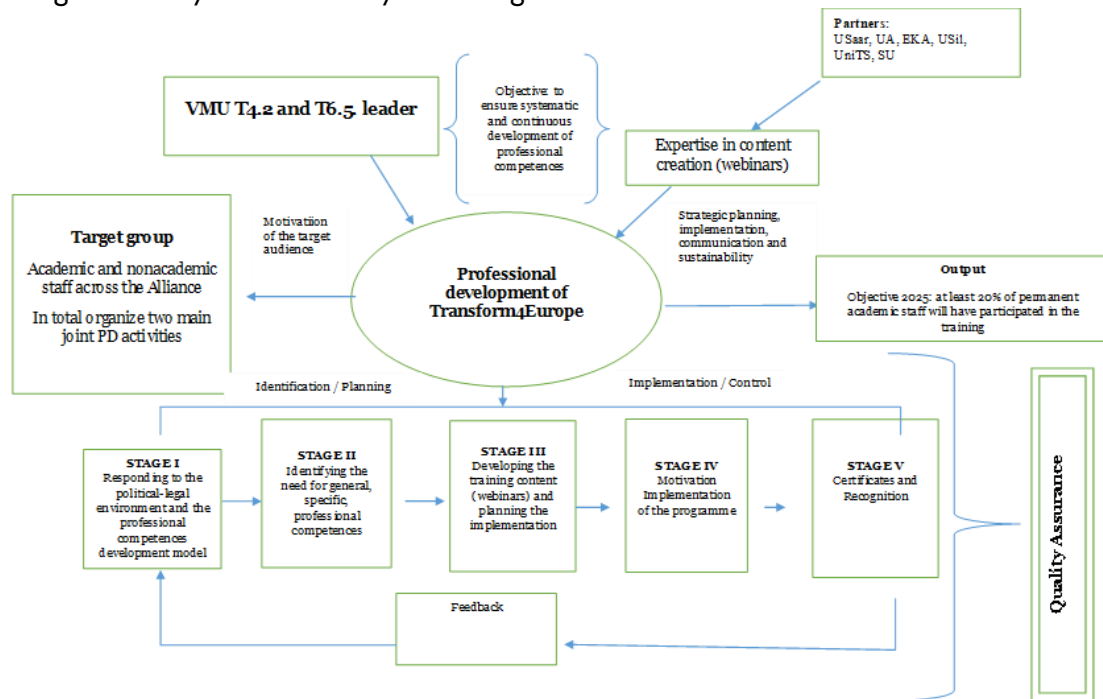 Partners:
USaar, UA, EKA, USil,
UniTS, SU
VMU T4.2 and T6.5. leader
Objective: to
ensure systematic
and continuous
development of
professional
competences
Expertise in content
creation (webinars)
Target group
Academic and nonacademic
staff across the Alliance
In total organize two main
joint PD activities
Motivatiion
of the target
audience
Professional
development of
Transform4Europe
Strategic planning,
implementation,
communication and
sustainability
Output
Objective 2025: at least 20% of permanent
academic staff will have participated in the
training
Identification / Planning
Implementation / Control
STAGE I
Responding to the
political-legal
environment and the
professional
competences
development model
STAGE II
Identifying the
need for general,
specific,
professional
competences
STAGE III
Developing the
training content
(webinars) and
planning the
implementation
STAGE IV
Motivation
Implementation
of the programme
STAGE V
Certificates and
Recognition
Feedback
Quality Assurance